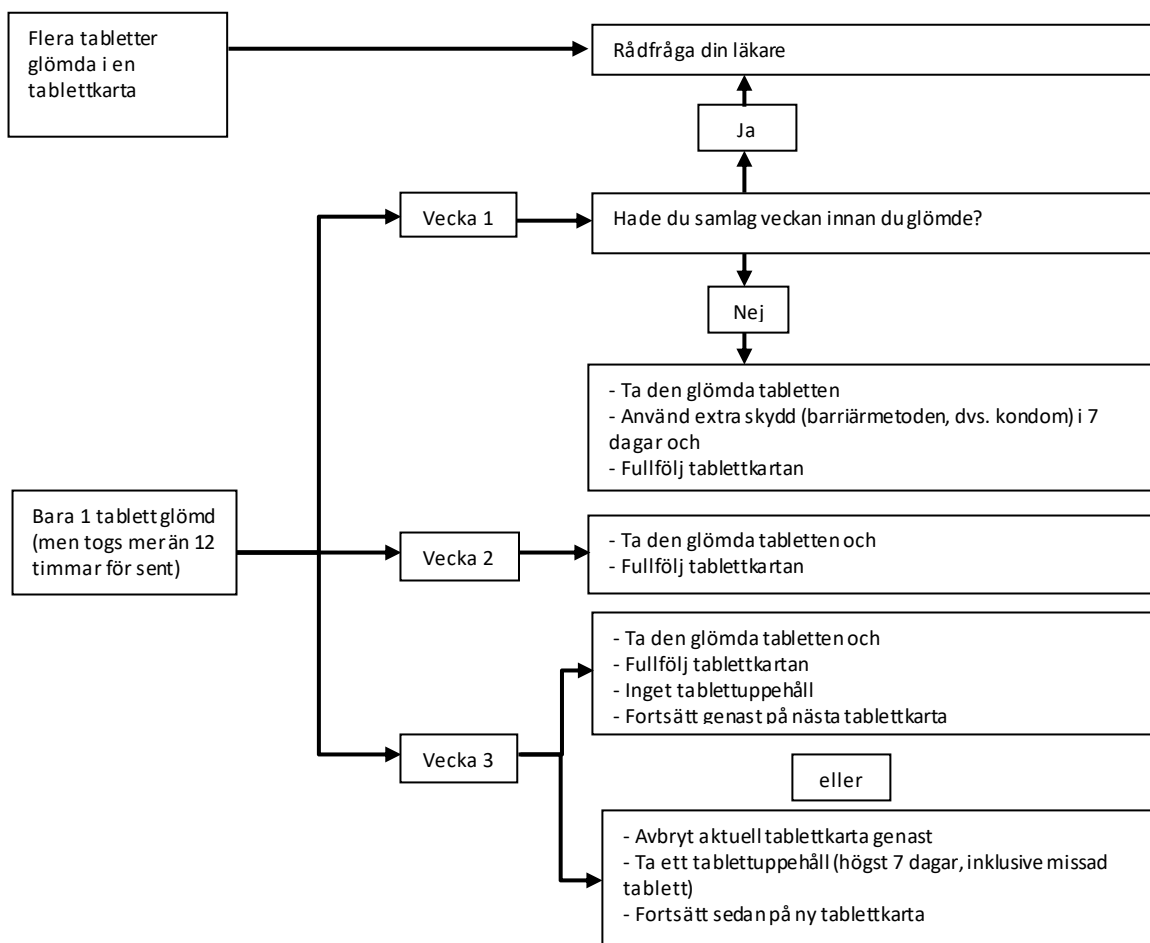 Flera tabletter
glömda i en
tablettkarta
Rådfråga din läkare
Ja
Vecka 1
Hade du samlag veckan innan du glömde?
Nej
- Ta den glömda tabletten
- Använd extra skydd (barriärmetoden, dvs. kondom) i 7
dagar och
- Fullfölj tablettkartan
Bara 1 tablett glömd
(men togs mer än 12
timmar för sent)
Vecka 2
- Ta den glömda tabletten och
- Fullfölj tablettkartan
Vecka 3
- Ta den glömda tabletten och
- Fullfölj tablettkartan
- Inget tablettuppehåll
- Fortsätt genast på nästa tablettkarta
eller
- Avbryt aktuell tablettkarta genast
- Ta ett tablettuppehåll (högst 7 dagar, inklusive missad
tablett)
- Fortsätt sedan på ny tablettkarta